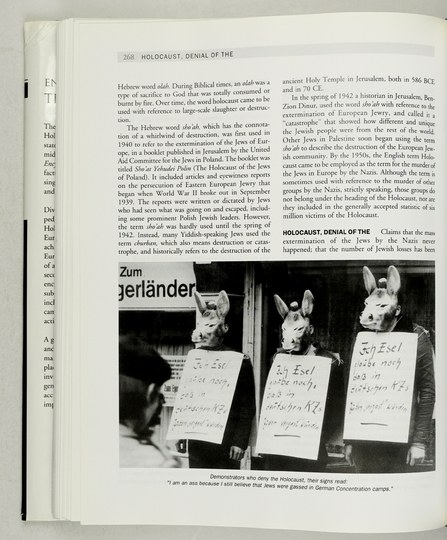 268 HOLOCAUST, DENIAL OF THE
Hebrew word olah. During Biblical times, an olah was a
type of sacrifice to God that was totally consumed or
burnt by fire. Over time, the word holocaust came to be
used with reference to large-scale slaughter or destruc-
tion.
The Hebrew word sho'ah, which has the connota-
tion of a whirlwind of destruction, was first used in
1940 to refer to the extermination of the Jews of Eur-
ope, in a booklet published in Jerusalem by the United
Aid Committee for the Jews in Poland. The booklet was
titled Sho'at Yehudei Polin (The Holocaust of the Jews
of Poland). It included articles and eyewitness reports
on the persecution of Eastern European Jewry that
began when World War II broke out in September
1939. The reports were written or dictated by Jews
who had seen what was going on and escaped, includ-
ing some prominent Polish Jewish leaders. However,
the term sho'ah was hardly used until the spring of
1942. Instead, many Yiddish-speaking Jews used the
term churban, which also means destruction or catas-
trophe, and historically refers to the destruction of the
ancient Holy Temple in Jerusalem, both in 586 BCE
and in 70 CE.
In the spring of 1942 a historian in Jerusalem, Ben-
Zion Dinur, used the word sho'ah with reference to the
extermination of European Jewry, and called it a
"catastrophe" that showed how different and unique
the Jewish people were from the rest of the world.
Other Jews in Palestine soon began using the term
sho'ah to describe the destruction of the European Jew-
ish community. By the 1950s, the English term Holo-
caust came to be employed as the term for the murder of
the Jews in Europe by the Nazis. Although the term is
sometimes used with reference to the murder of other
groups by the Nazis, strictly speaking, those groups do
not belong under the heading of the Holocaust, nor are
they included in the generally accepted statistic of six
million victims of the Holocaust.
HOLOCAUST, DENIAL OF THE Claims that the mass
extermination of the Jews by the Nazis never
happened; that the number of Jewish losses has been
Zum
gerländer
Ich Esel
glaube noch,
daß in
deutschen KZs
Ich Esel
glaube noch,
daß in
deutschen KZs
Ich Esel
glaube noch
daß in
deutschen KZs
Demonstrators who deny the Holocaust, their signs read:
"I am an ass because I still believe that Jews were gassed in German Concentration camps."